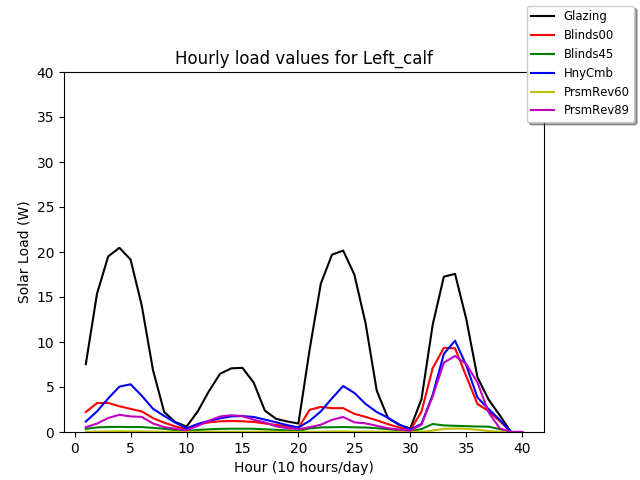 Hourly load values for Left_calf
Glazing
Blinds00
Blinds45
HnyCmb
PrsmRev60
PrsmRev89
Solar Load (W)
40
35
30
25
20
15
10
5
0
0 5 10 15 20 25 30 35 40
Hour (10 hours/day)